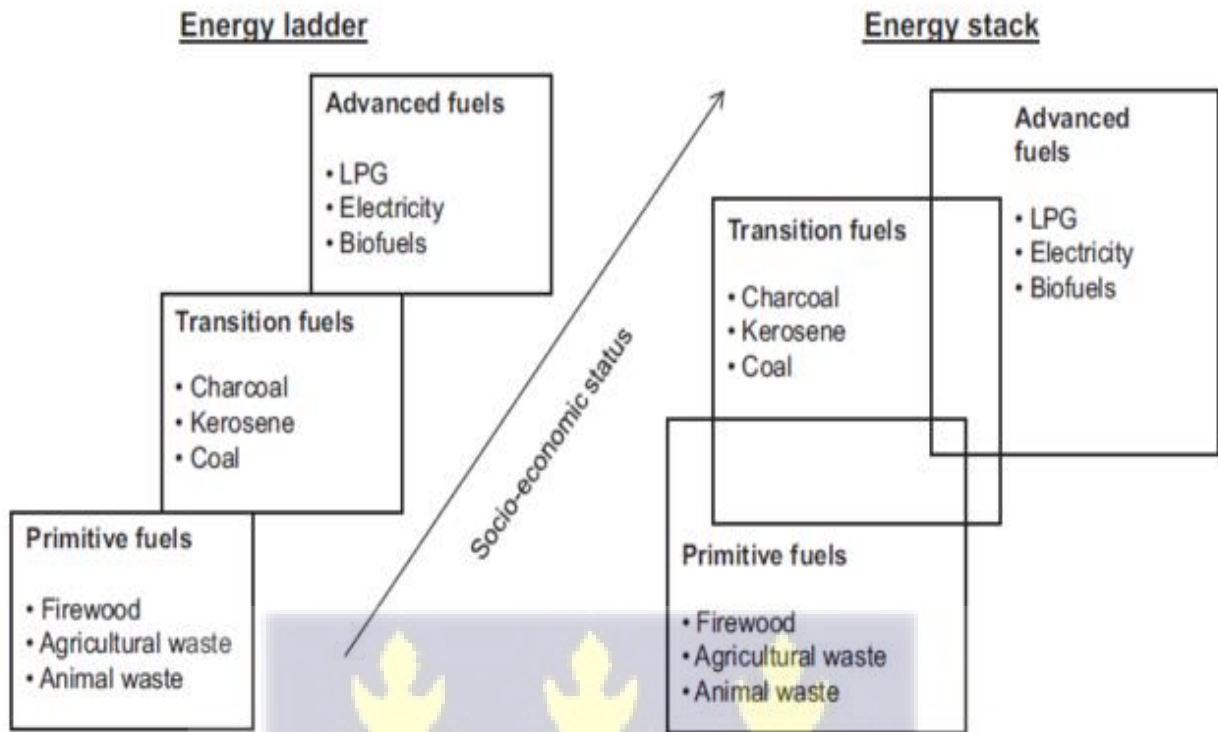 Energy ladder
Advanced fuels
• LPG
• Electricity
• Biofuels
Transition fuels
• Charcoal
• Kerosene
• Coal
Primitive fuels
• Firewood
• Agricultural waste
• Animal waste
Socio-economic status
Energy stack
Advanced
fuels
• LPG
• Electricity
• Biofuels
Transition fuels
• Charcoal
• Kerosene
• Coal
Primitive fuels
• Firewood
• Agricultural waste
• Animal waste